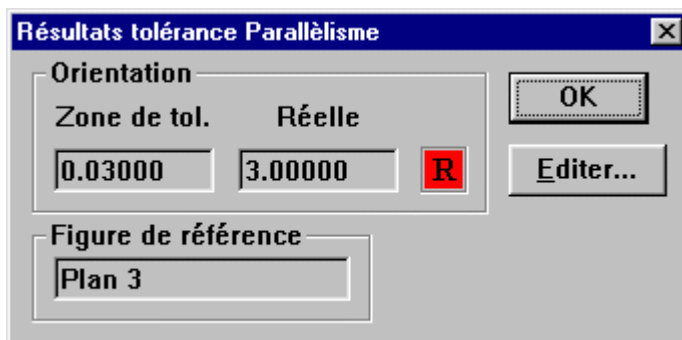 Résultats tolérance Parallèlisme
Orientation
Zone de tol. Réelle
0.03000 3.00000 R
OK
Editer...
Figure de référence
Plan 3